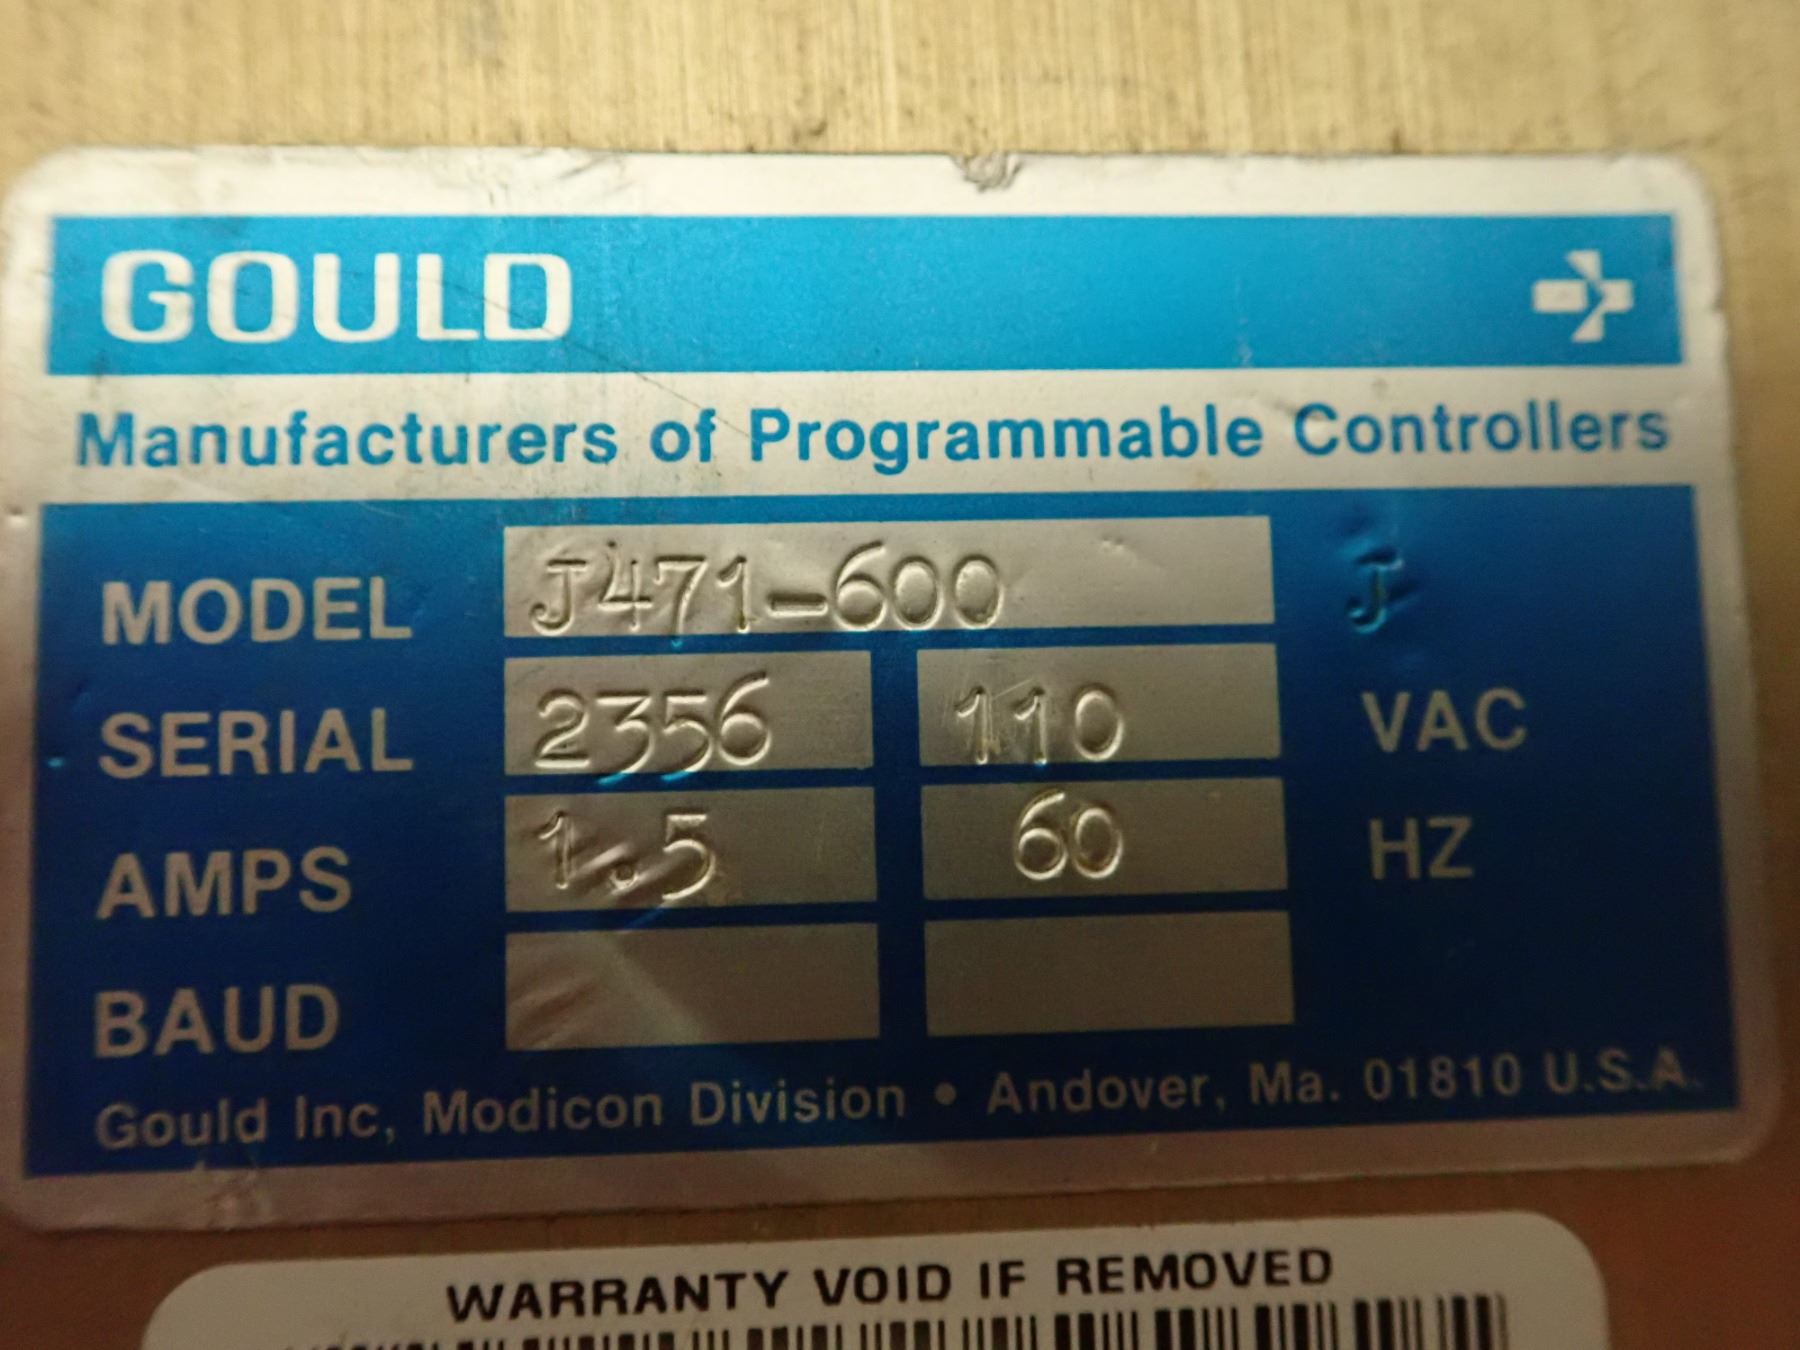 GOULD
Manufacturers of Programmable Controllers
MODEL J471-600 J
SERIAL 2356 110 VAC
AMPS 1.5 60 HZ
BAUD
Gould Inc, Modicon Division • Andover, Ma. 01810 U.S.A.
WARRANTY VOID IF REMOVED